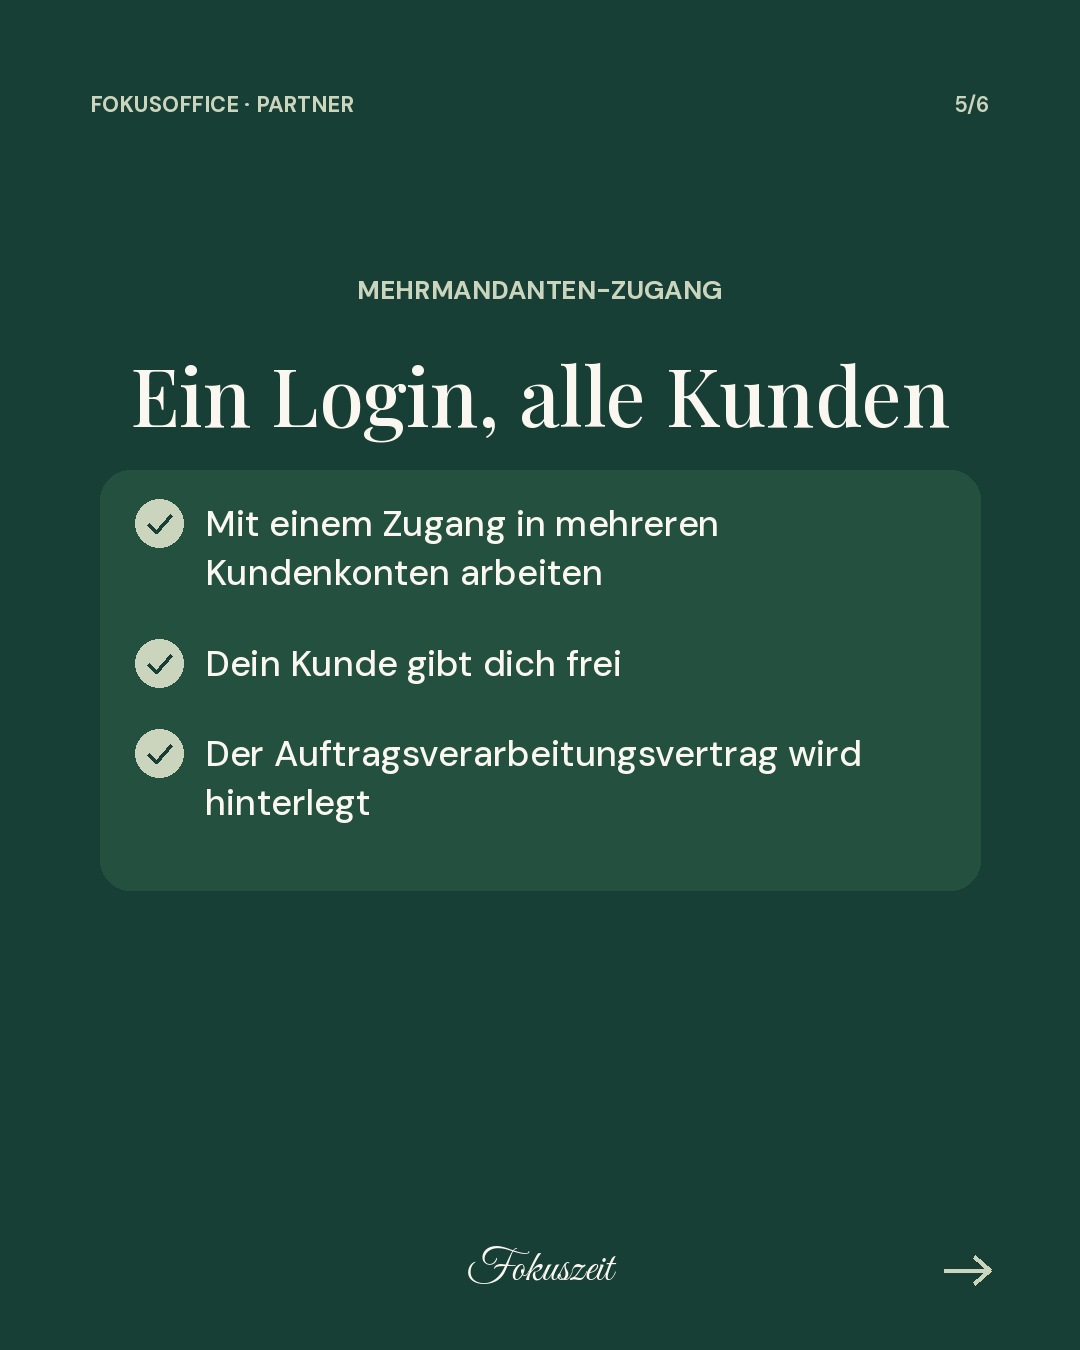 FOKUSOFFICE · PARTNER
5/6
MEHRMANDANTEN-ZUGANG
Ein Login, alle Kunden
Mit einem Zugang in mehreren
Kundenkonten arbeiten
Dein Kunde gibt dich frei
Der Auftragsverarbeitungsvertrag wird
hinterlegt
Fokuszeit